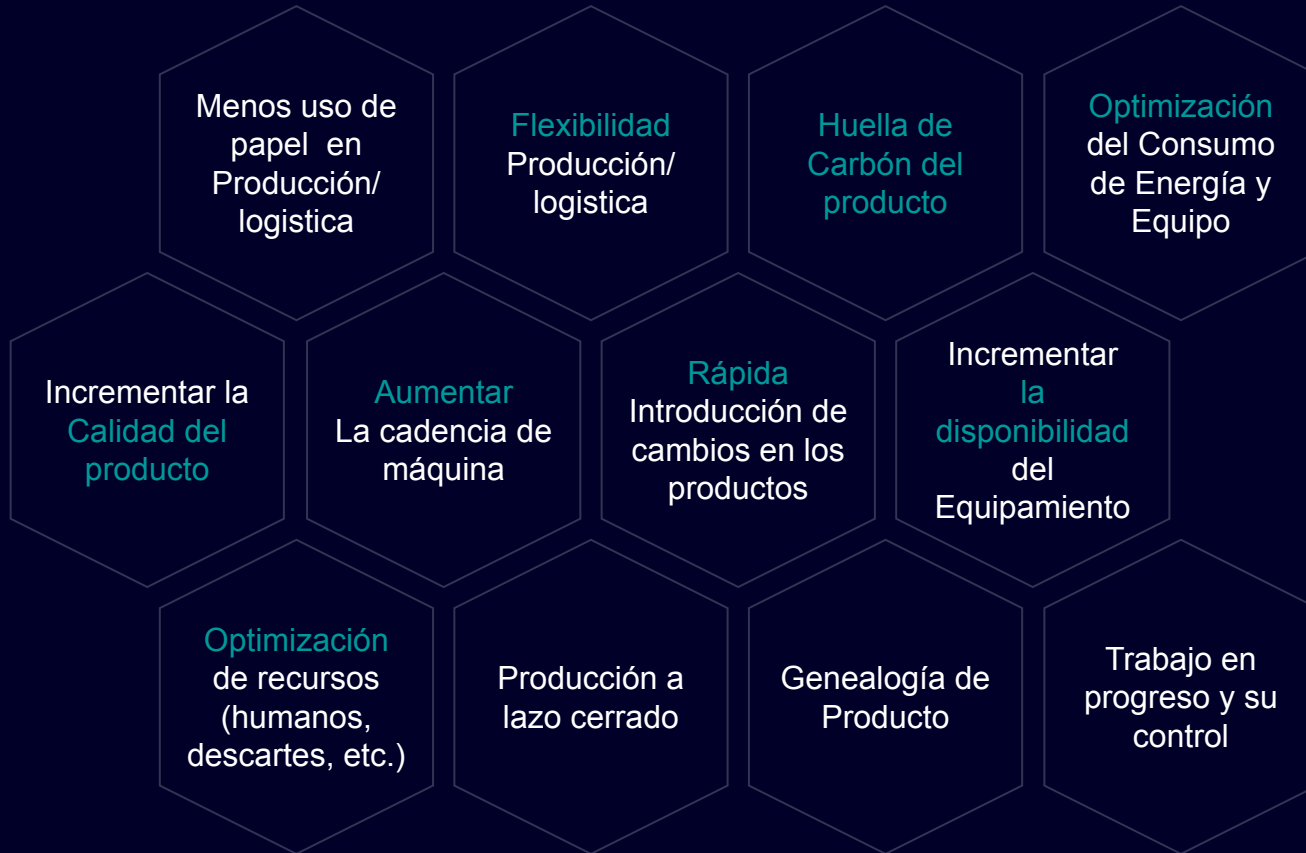 Menos uso de
papel  en
Producción/
logistica
Flexibilidad
Producción/
logistica
Huella de
Carbón del
producto
Optimización
del Consumo
de Energía y
Equipo
Incrementar la
Calidad del
producto
Aumentar
La cadencia de
máquina
Rápida
Introducción de
cambios en los
productos
Incrementar
la
disponibilidad
del
Equipamiento
Optimización
de recursos
(humanos,
descartes, etc.)
Producción a
lazo cerrado
Genealogía de
Producto
Trabajo en
progreso y su
control